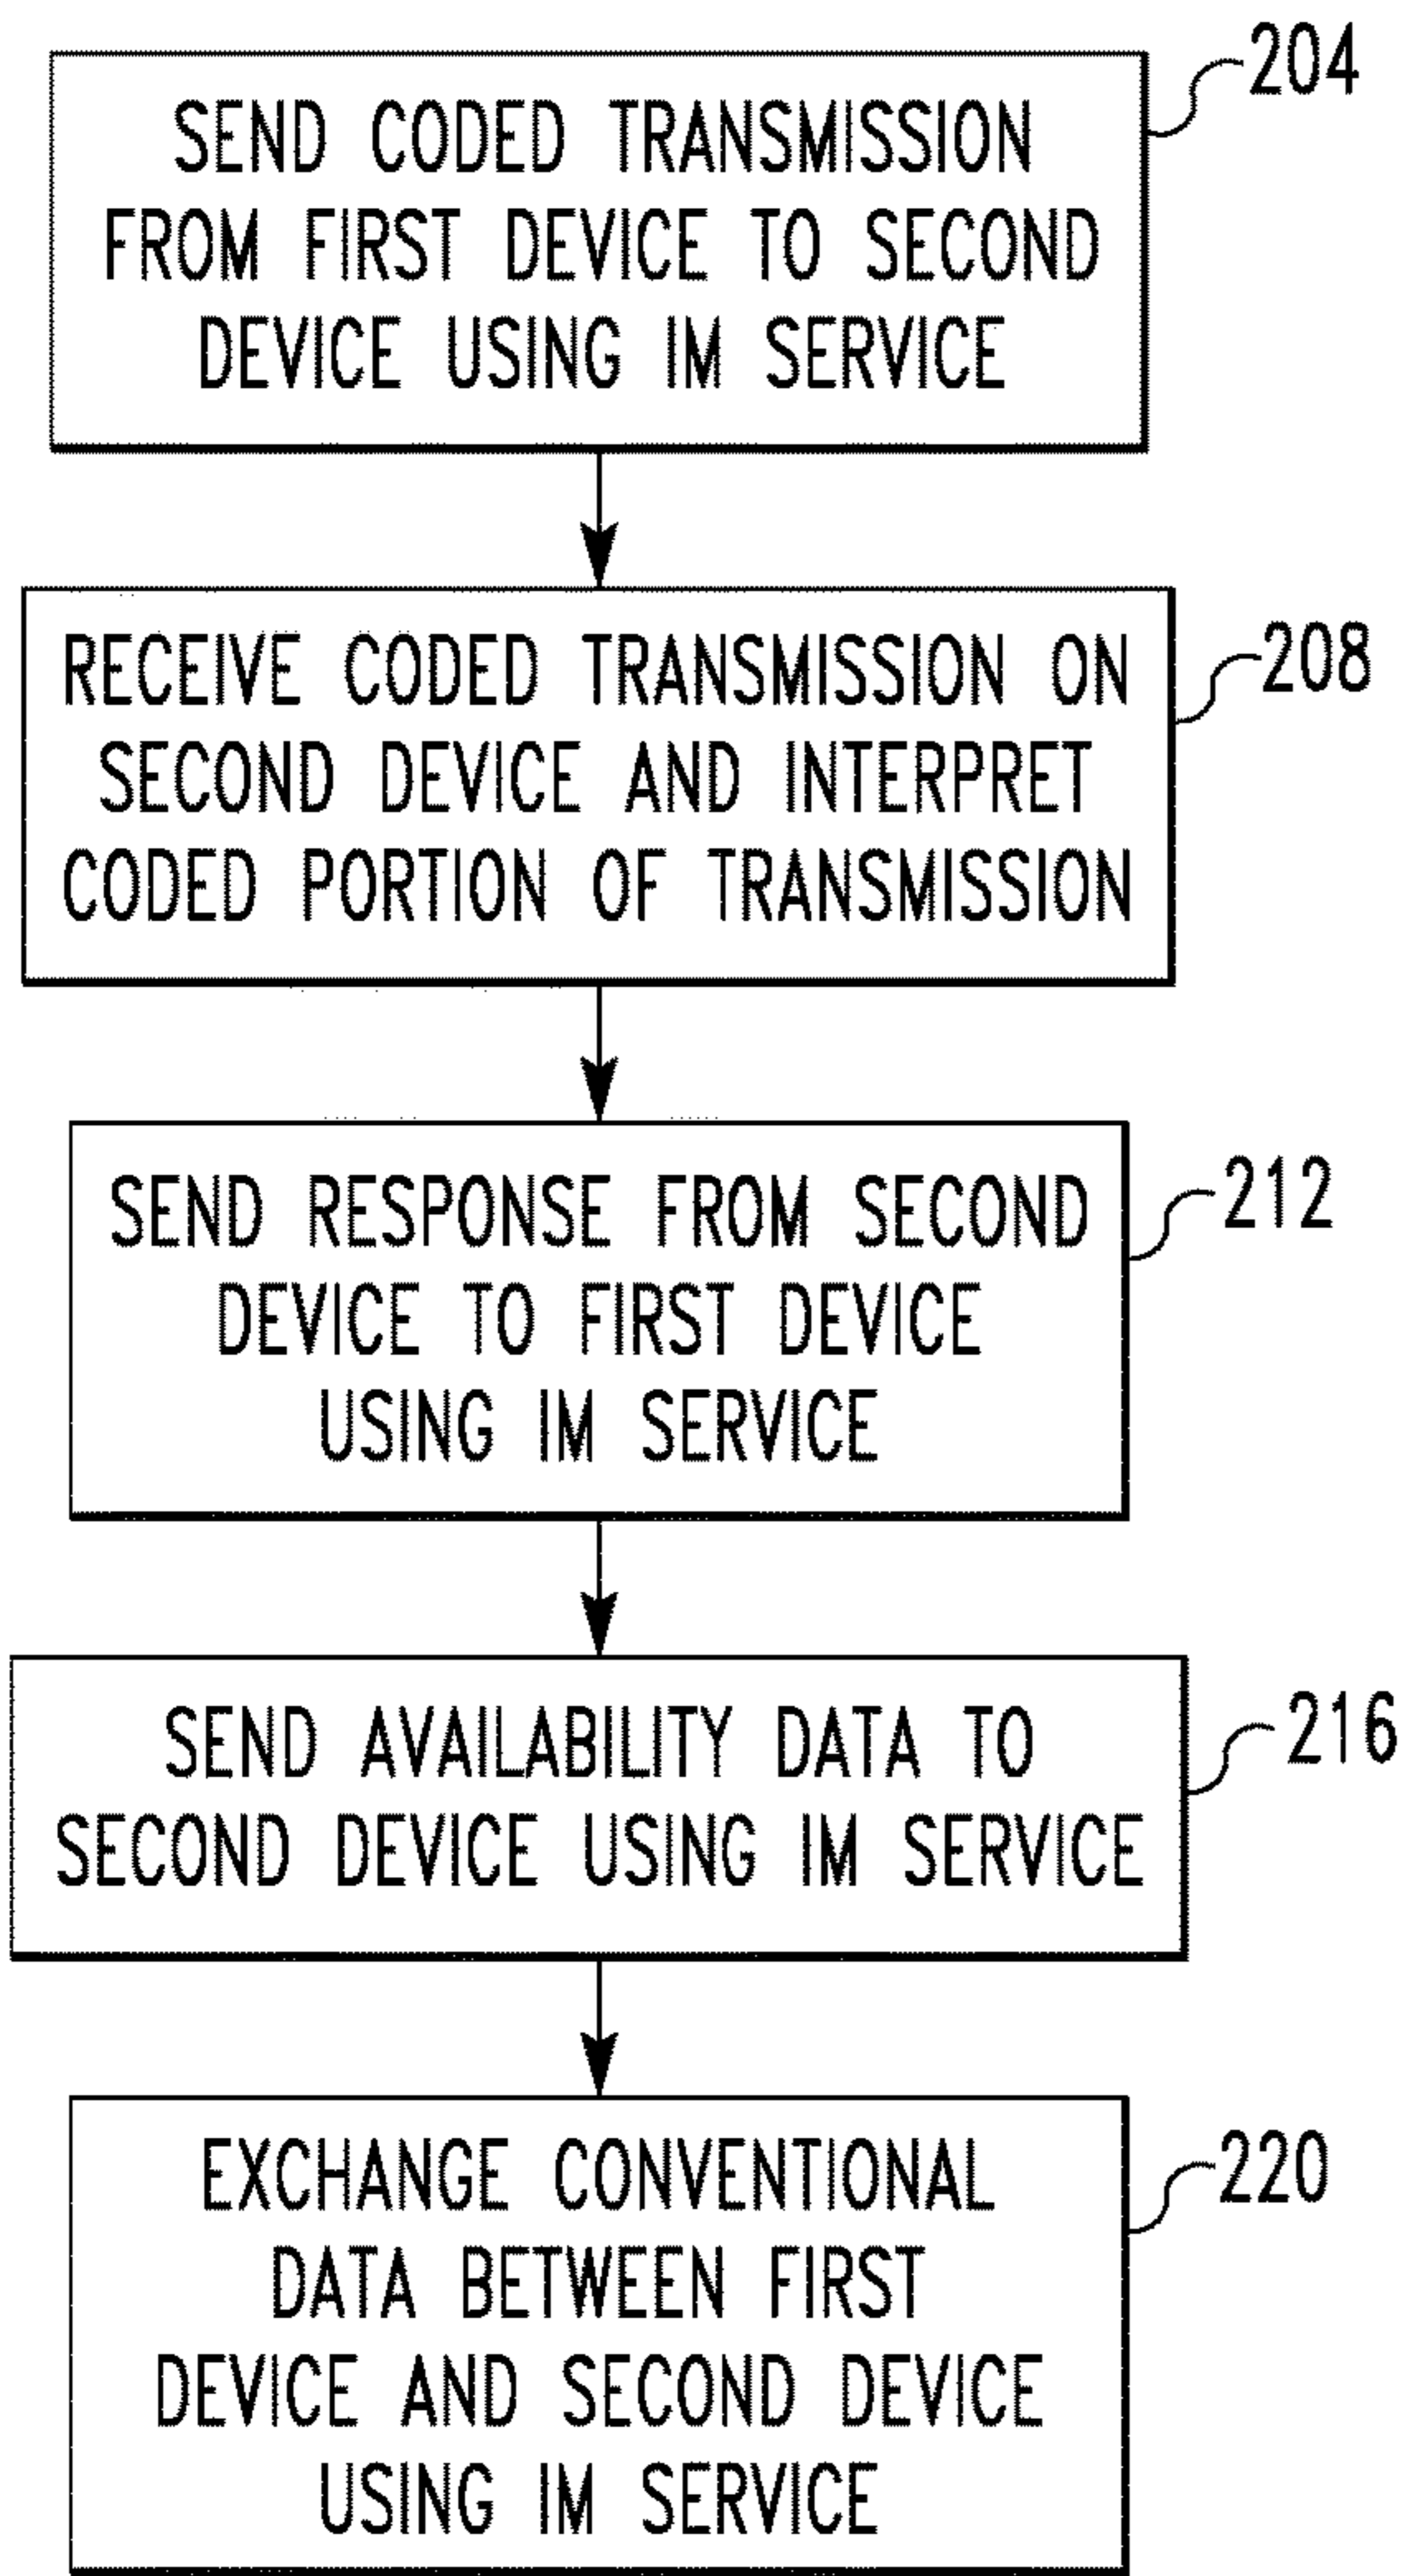 204
SEND CODED TRANSMISSION
FROM FIRST DEVICE TO SECOND
DEVICE USING IM SERVICE
208
RECEIVE CODED TRANSMISSION ON
SECOND DEVICE AND INTERPRET
CODED PORTION OF TRANSMISSION
212
SEND RESPONSE FROM SECOND
DEVICE TO FIRST DEVICE
USING IM SERVICE
216
SEND AVAILABILITY DATA TO
SECOND DEVICE USING IM SERVICE
220
EXCHANGE CONVENTIONAL
DATA BETWEEN FIRST
DEVICE AND SECOND DEVICE
USING IM SERVICE